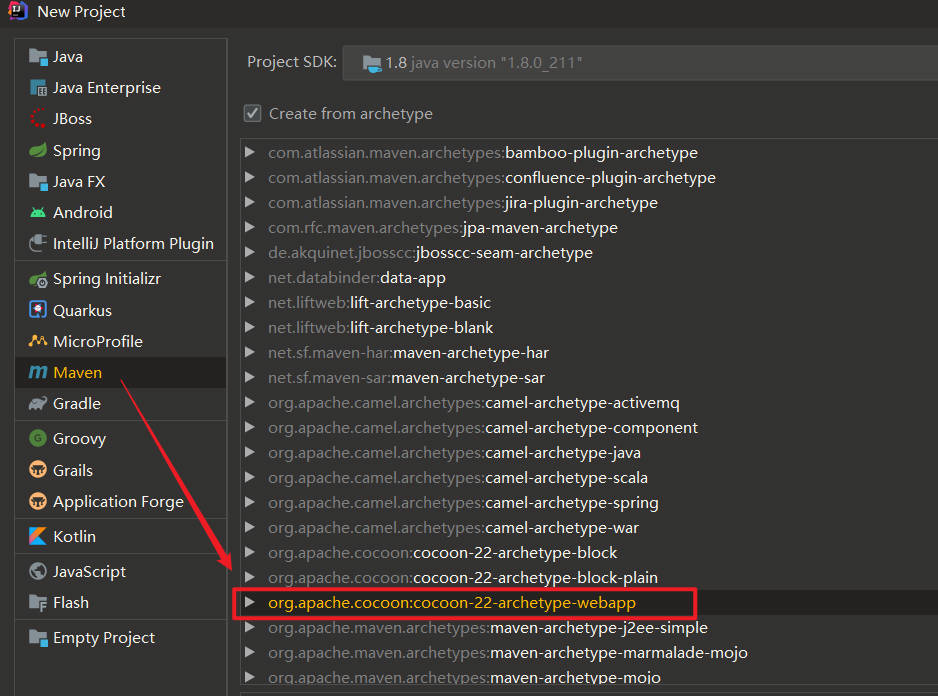 New Project
Java
Java Enterprise
JBoss
Spring
Java FX
Android
IntelliJ Platform Plugin
Spring Initializr
Quarkus
MicroProfile
Maven
Gradle
Groovy
Grails
Application Forge
Kotlin
JavaScript
Flash
Empty Project
Project SDK: 1.8 java version "1.8.0_211"
Create from archetype
com.atlassian.maven.archetypes:bamboo-plugin-archetype
com.atlassian.maven.archetypes:confluence-plugin-archetype
com.atlassian.maven.archetypes:jira-plugin-archetype
com.rfc.maven.archetypes:jpa-maven-archetype
de.akquinet.jbosscc:jbosscc-seam-archetype
net.databinder:data-app
net.liftweb:lift-archetype-basic
net.liftweb:lift-archetype-blank
net.sf.maven-har:maven-archetype-har
net.sf.maven-sar:maven-archetype-sar
org.apache.camel.archetypes:camel-archetype-activemq
org.apache.camel.archetypes:camel-archetype-component
org.apache.camel.archetypes:camel-archetype-java
org.apache.camel.archetypes:camel-archetype-scala
org.apache.camel.archetypes:camel-archetype-spring
org.apache.camel.archetypes:camel-archetype-war
org.apache.cocoon:cocoon-22-archetype-block
org.apache.cocoon:cocoon-22-archetype-block-plain
org.apache.cocoon:cocoon-22-archetype-webapp
org.apache.maven.archetypes:maven-archetype-j2ee-simple
org.apache.maven.archetypes:maven-archetype-marmalade-mojo
org.apache.maven.archetypes:maven-archetype-mojo